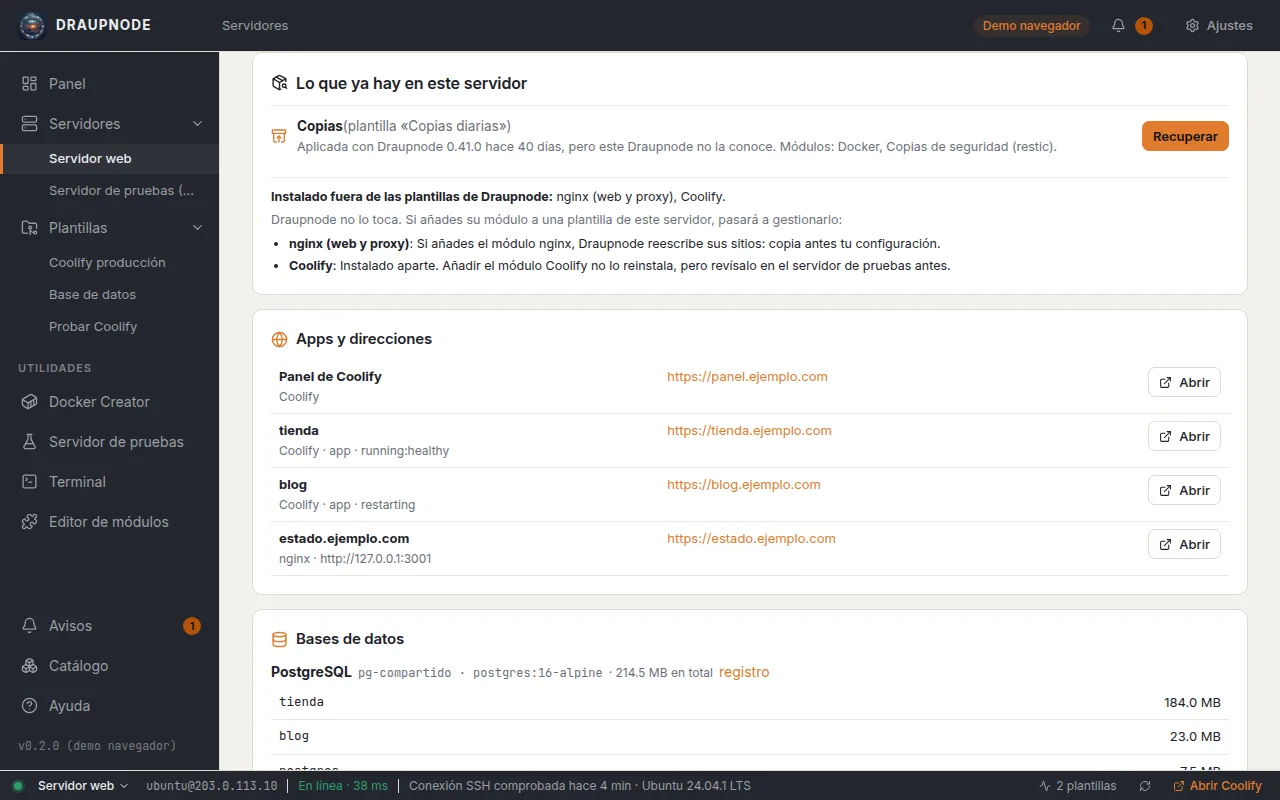 DRAUPNODE
Servidores
Demo navegador
1
Ajustes
Panel
Servidores
Servidor web
Servidor de pruebas (...
Plantillas
Coolify producción
Base de datos
Probar Coolify
UTILIDADES
Docker Creator
Servidor de pruebas
Terminal
Editor de módulos
Avisos
1
Catálogo
Ayuda
v0.2.0 (demo navegador)
Lo que ya hay en este servidor
Copias(plantilla «Copias diarias»)
Aplicada con Draupnode 0.41.0 hace 40 días, pero este Draupnode no la conoce. Módulos: Docker, Copias de seguridad (restic).
Recuperar
Instalado fuera de las plantillas de Draupnode: nginx (web y proxy), Coolify.
Draupnode no lo toca. Si añades su módulo a una plantilla de este servidor, pasará a gestionarlo:
• nginx (web y proxy): Si añades el módulo nginx, Draupnode reescribe sus sitios: copia antes tu configuración.
• Coolify: Instalado aparte. Añadir el módulo Coolify no lo reinstala, pero revísalo en el servidor de pruebas antes.
Apps y direcciones
Panel de Coolify
Coolify
https://panel.ejemplo.com
Abrir
tienda
Coolify · app · running:healthy
https://tienda.ejemplo.com
Abrir
blog
Coolify · app · restarting
https://blog.ejemplo.com
Abrir
estado.ejemplo.com
nginx · http://127.0.0.1:3001
https://estado.ejemplo.com
Abrir
Bases de datos
PostgreSQL pg-compartido · postgres:16-alpine · 214.5 MB en total registro
tienda 184.0 MB
blog 23.0 MB
postgres 7.5 MB
Servidor web
ubuntu@203.0.113.10
En línea · 38 ms
Conexión SSH comprobada hace 4 min · Ubuntu 24.04.1 LTS
2 plantillas
Abrir Coolify